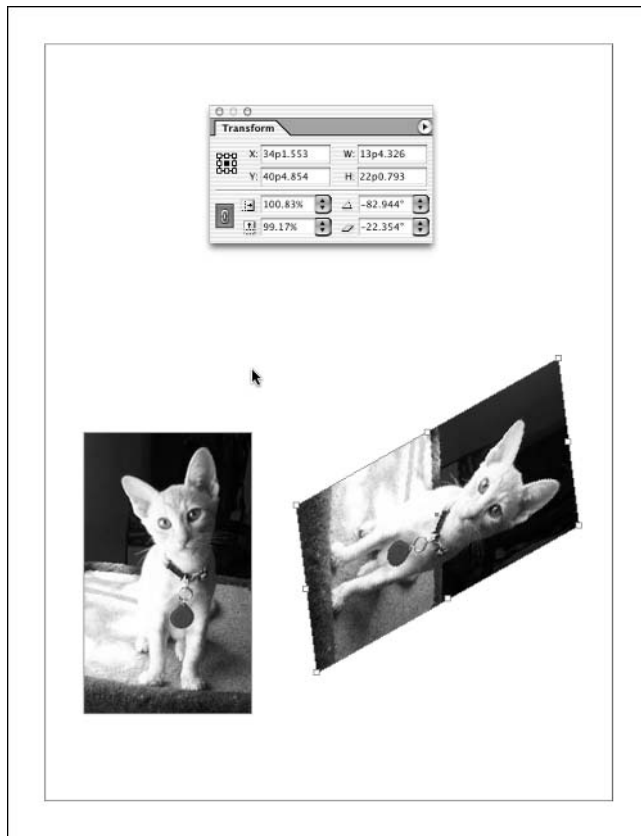 Transform
X: 34p1.553 W: 13p4.326
Y: 40p4.854 H: 22p0.793
100.83% -82.944°
99.17% -22.354°